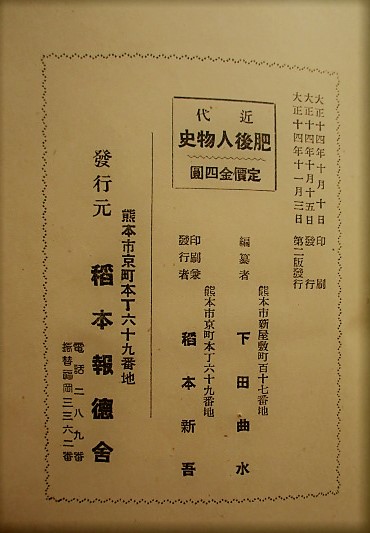 大正十四年十月十日印刷
大正十四年十月十五日發行
大正十四年十一月三日第二版發行
近代
肥後人物史
定價金四圓
編纂者
熊本市新屋敷町百十七番地
下田曲水
印刷兼
發行者
熊本市京町本丁六十九番地
稻本新吾
熊本市京町本丁六十九番地
發行元
稻本報德舍
電話二八九番
振替福岡三三六二番